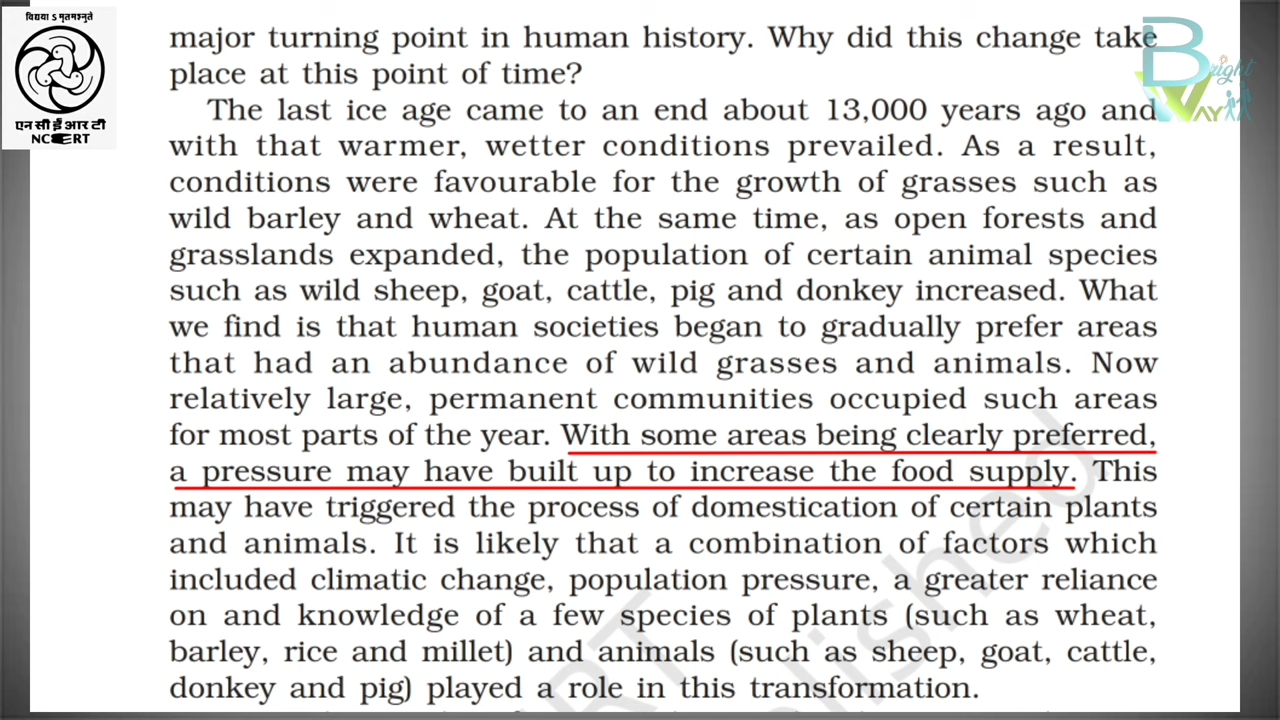 विद्यया ऽ मृतमश्नुते
एन सी ई आर टी
NCERT
Bright
WAY
major turning point in human history. Why did this change take
place at this point of time?
The last ice age came to an end about 13,000 years ago and
with that warmer, wetter conditions prevailed. As a result,
conditions were favourable for the growth of grasses such as
wild barley and wheat. At the same time, as open forests and
grasslands expanded, the population of certain animal species
such as wild sheep, goat, cattle, pig and donkey increased. What
we find is that human societies began to gradually prefer areas
that had an abundance of wild grasses and animals. Now
relatively large, permanent communities occupied such areas
for most parts of the year. With some areas being clearly preferred,
a pressure may have built up to increase the food supply. This
may have triggered the process of domestication of certain plants
and animals. It is likely that a combination of factors which
included climatic change, population pressure, a greater reliance
on and knowledge of a few species of plants (such as wheat,
barley, rice and millet) and animals (such as sheep, goat, cattle,
donkey and pig) played a role in this transformation.